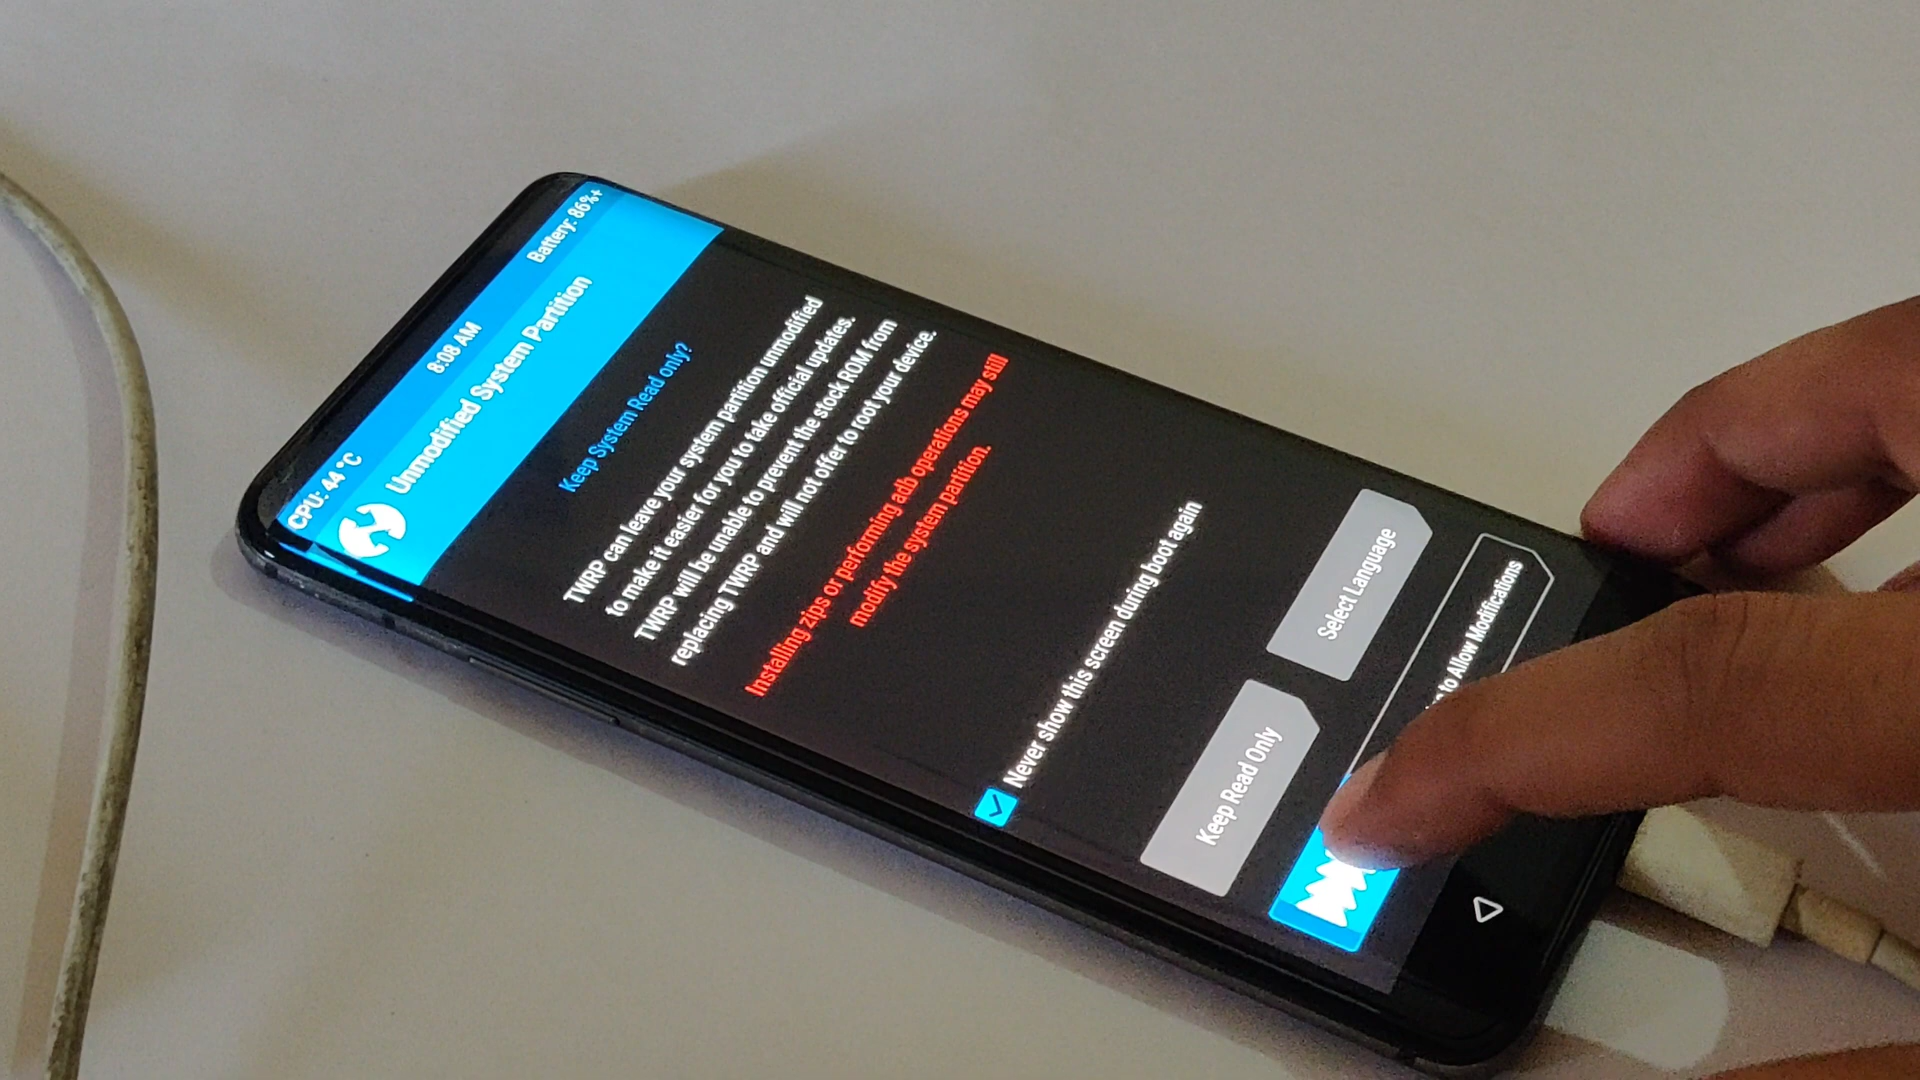 CPU: 44 °C 8:08 AM Battery: 86%+
Unmodified System Partition
Keep System Read only?
TWRP can leave your system partition unmodified
to make it easier for you to take official updates.
TWRP will be unable to prevent the stock ROM from
replacing TWRP and will not offer to root your device.
Installing zips or performing adb operations may still
modify the system partition.
Never show this screen during boot again
Keep Read Only Select Language
to Allow Modifications